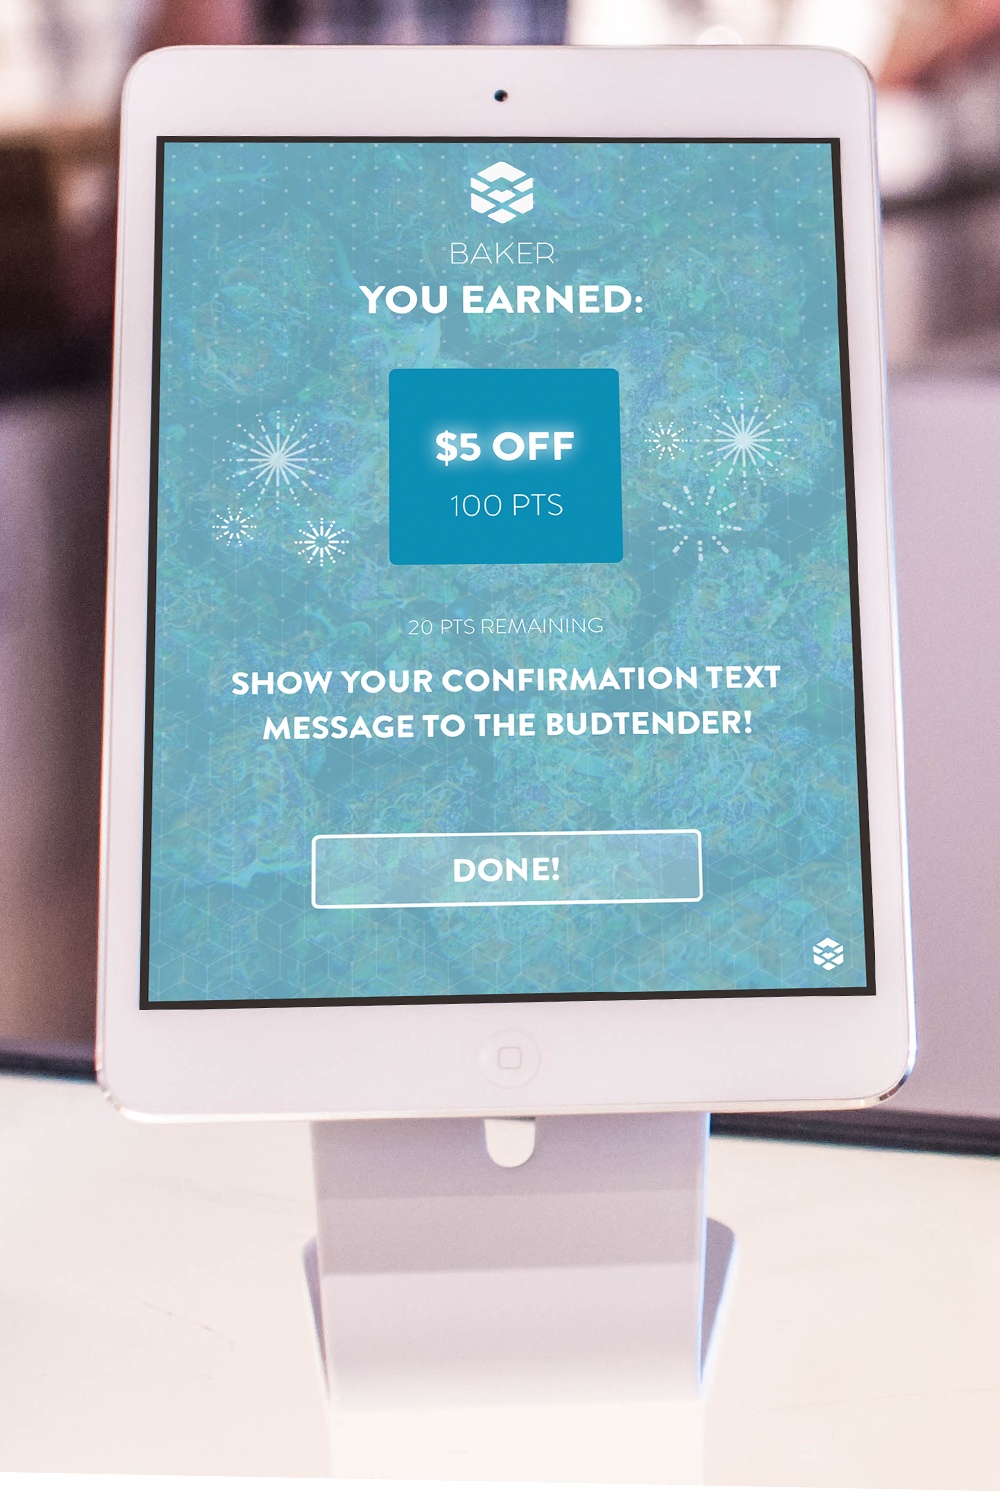 BAKER
YOU EARNED:
$5 OFF
100 PTS
20 PTS REMAINING
SHOW YOUR CONFIRMATION TEXT
MESSAGE TO THE BUDTENDER!
DONE!